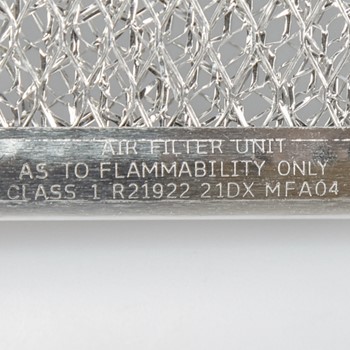 AIR FILTER UNIT
AS TO FLAMMABILITY ONLY
CLASS 1 R21922 21DX MFA04